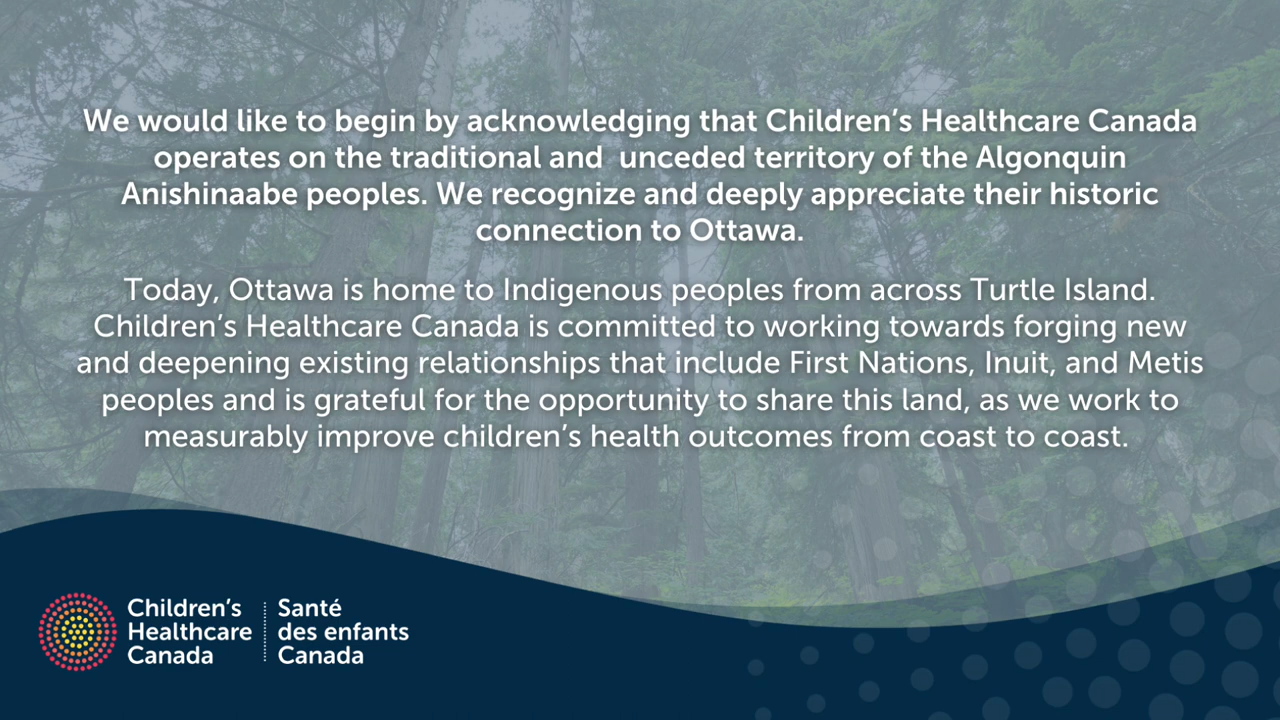 We would like to begin by acknowledging that Children’s Healthcare Canada
operates on the traditional and  unceded territory of the Algonquin
Anishinaabe peoples. We recognize and deeply appreciate their historic
connection to Ottawa.
Today, Ottawa is home to Indigenous peoples from across Turtle Island.
Children’s Healthcare Canada is committed to working towards forging new
and deepening existing relationships that include First Nations, Inuit, and Metis
peoples and is grateful for the opportunity to share this land, as we work to
measurably improve children’s health outcomes from coast to coast.
Children’s
Healthcare
Canada
Santé
des enfants
Canada